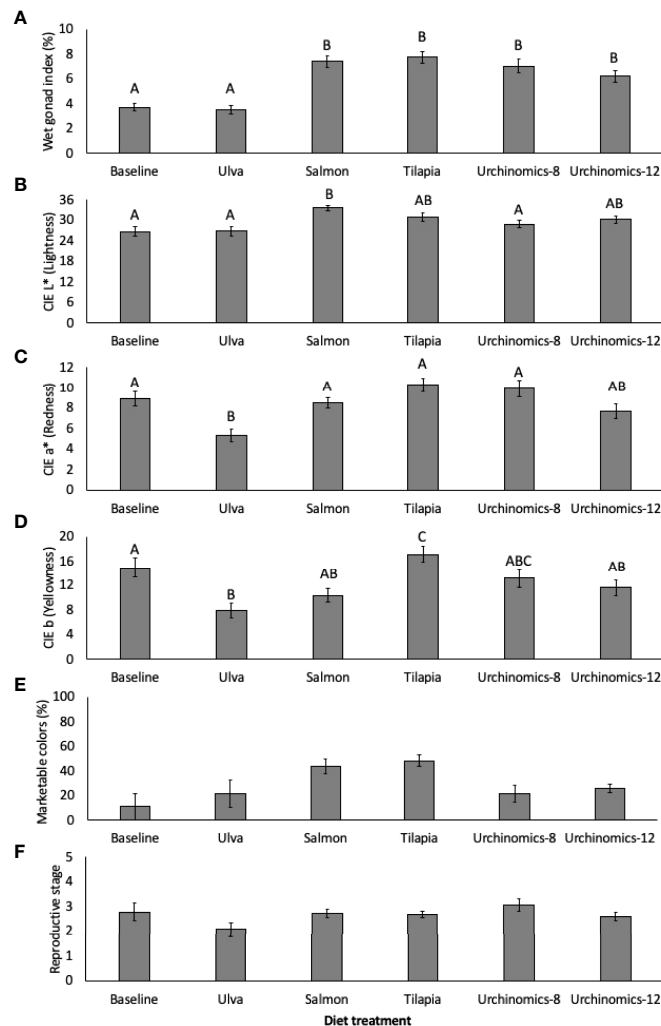 A
Wet gonad index (%)
10
8
6
4
2
0
A
A
B
B
B
B
Baseline Ulva Salmon Tilapia Urchinomics-8 Urchinomics-12
B
CIE L* (Lightness)
36
30
24
18
12
6
0
A
A
B
AB
A
AB
Baseline Ulva Salmon Tilapia Urchinomics-8 Urchinomics-12
C
CIE a* (Redness)
12
10
8
6
4
2
0
A
B
A
A
A
AB
Baseline Ulva Salmon Tilapia Urchinomics-8 Urchinomics-12
D
CIE b (Yellowness)
20
16
12
8
4
0
A
B
AB
C
ABC
AB
Baseline Ulva Salmon Tilapia Urchinomics-8 Urchinomics-12
E
Marketable colors (%)
100
80
60
40
20
0
Baseline Ulva Salmon Tilapia Urchinomics-8 Urchinomics-12
F
Reproductive stage
5
4
3
2
1
0
Baseline Ulva Salmon Tilapia Urchinomics-8 Urchinomics-12
Diet treatment